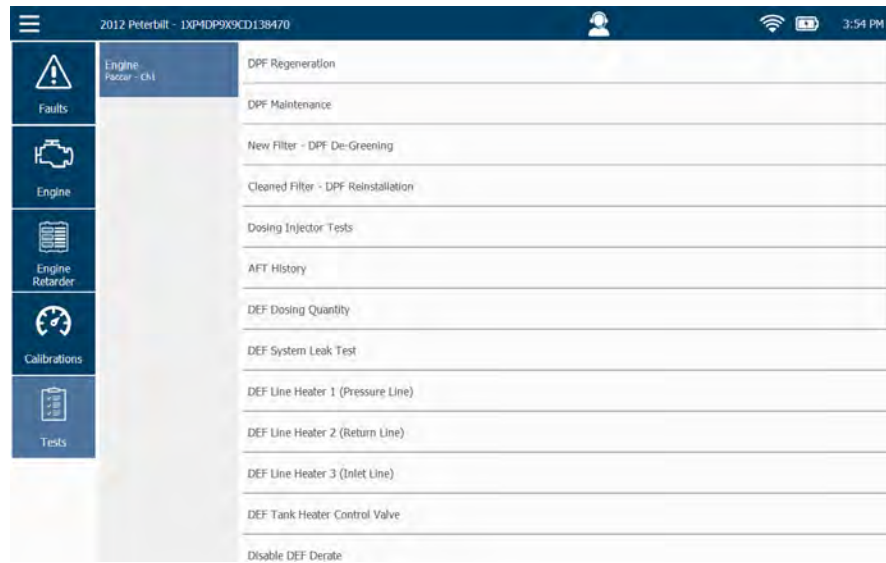 2012 Peterbilt - 1XP4DP9X9CD138470
3:54 PM
Faults
Engine
Engine
Retarder
Calibrations
Tests
Engine
Paccar - Ch1
DPF Regeneration
DPF Maintenance
New Filter - DPF De-Greening
Cleaned Filter - DPF Reinstallation
Dosing Injector Tests
AFT History
DEF Dosing Quantity
DEF System Leak Test
DEF Line Heater 1 (Pressure Line)
DEF Line Heater 2 (Return Line)
DEF Line Heater 3 (Inlet Line)
DEF Tank Heater Control Valve
Disable DEF Derate